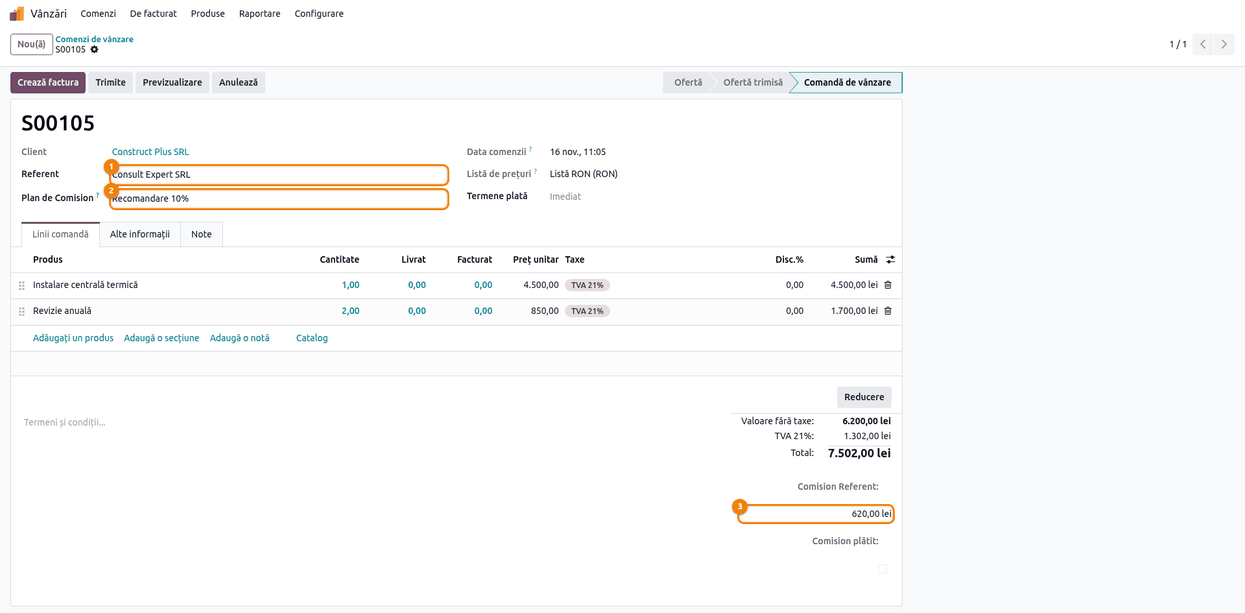 Vânzări Comenzi De facturat Produse Raportare Configurare
Nou(ă) Comenzi de vânzare
S00105
1 / 1
Crează factura Trimite Previzualizare Anulează Ofertă Ofertă trimisă Comandă de vânzare
S00105
Client Construct Plus SRL Data comenzii ? 16 nov., 11:05
1
Referent Consult Expert SRL Listă de prețuri ? Listă RON (RON)
2
Plan de Comision ? Recomandare 10% Termene plată Imediat
Linii comandă Alte informații Note
Produs Cantitate Livrat Facturat Preț unitar Taxe Disc.% Sumă
Instalare centrală termică 1,00 0,00 0,00 4.500,00 TVA 21% 0,00 4.500,00 lei
Revizie anuală 2,00 0,00 0,00 850,00 TVA 21% 0,00 1.700,00 lei
Adăugați un produs Adaugă o secțiune Adaugă o notă Catalog
Reducere
Termeni și condiții...
Valoare fără taxe: 6.200,00 lei
TVA 21%: 1.302,00 lei
Total: 7.502,00 lei
Comision Referent:
3
620,00 lei
Comision plătit: